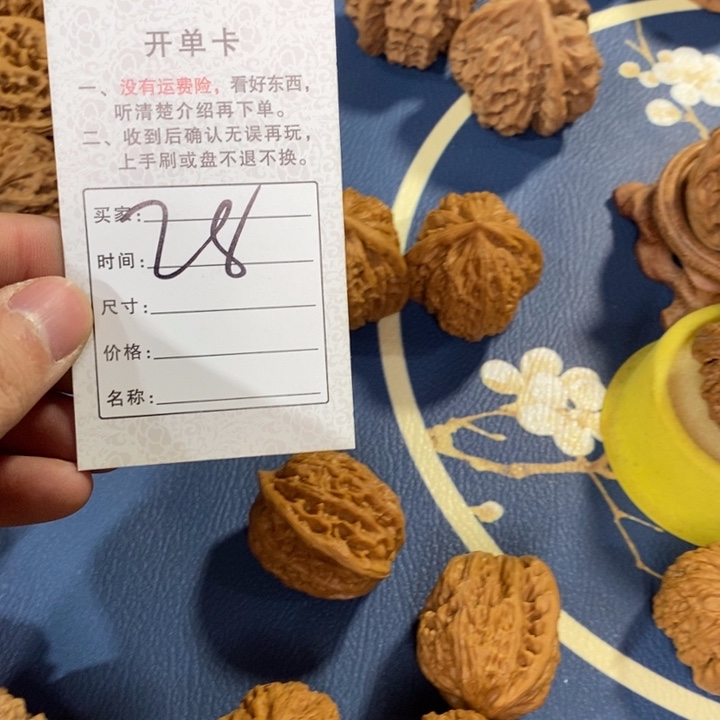 开单卡
一、没有运费险，看好东西，
听清楚介绍再下单。
二、收到后确认无误再玩，
上手刷或盘不退不换。
买家：
28
时间：
尺寸：
价格：
名称：